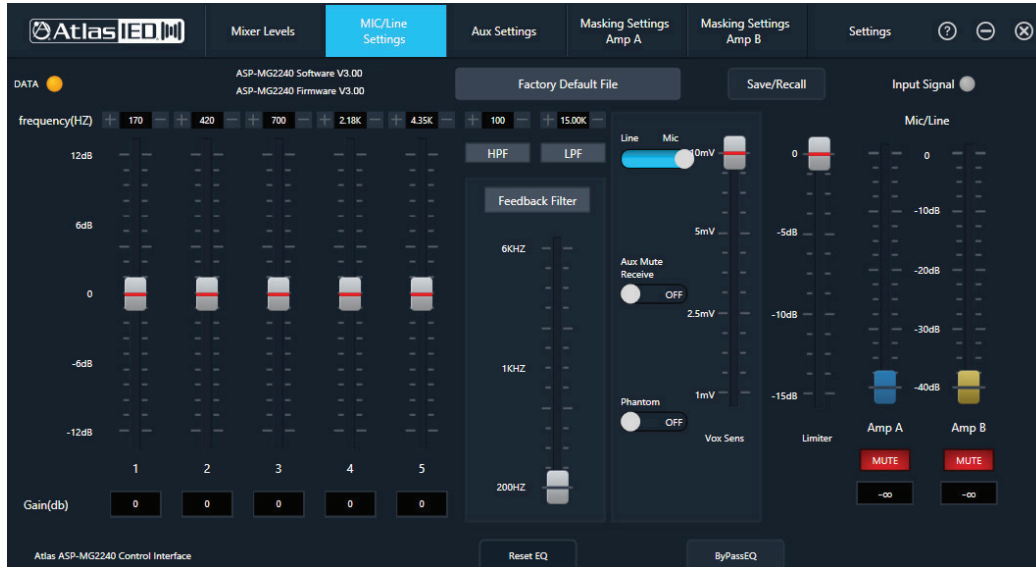 AtlasIED
Mixer Levels
MIC/Line
Settings
Aux Settings
Masking Settings
Amp A
Masking Settings
Amp B
Settings
?
DATA
ASP-MG2240 Software V3.00
ASP-MG2240 Firmware V3.00
Factory Default File
Save/Recall
Input Signal
frequency(HZ) + 170 − + 420 − + 700 − + 2.18K − + 4.35K − + 100 − + 15.00K −
12dB
6dB
0
-6dB
-12dB
1 2 3 4 5
Gain(db) 0 0 0 0 0
HPF LPF
Feedback Filter
6KHZ
1KHZ
200HZ
Line Mic
Aux Mute
Receive
OFF
Phantom
OFF
10mV
5mV
2.5mV
1mV
Vox Sens
0
-5dB
-10dB
-15dB
Limiter
Mic/Line
0
-10dB
-20dB
-30dB
-40dB
Amp A Amp B
MUTE MUTE
-∞ -∞
Atlas ASP-MG2240 Control Interface
Reset EQ
ByPassEQ